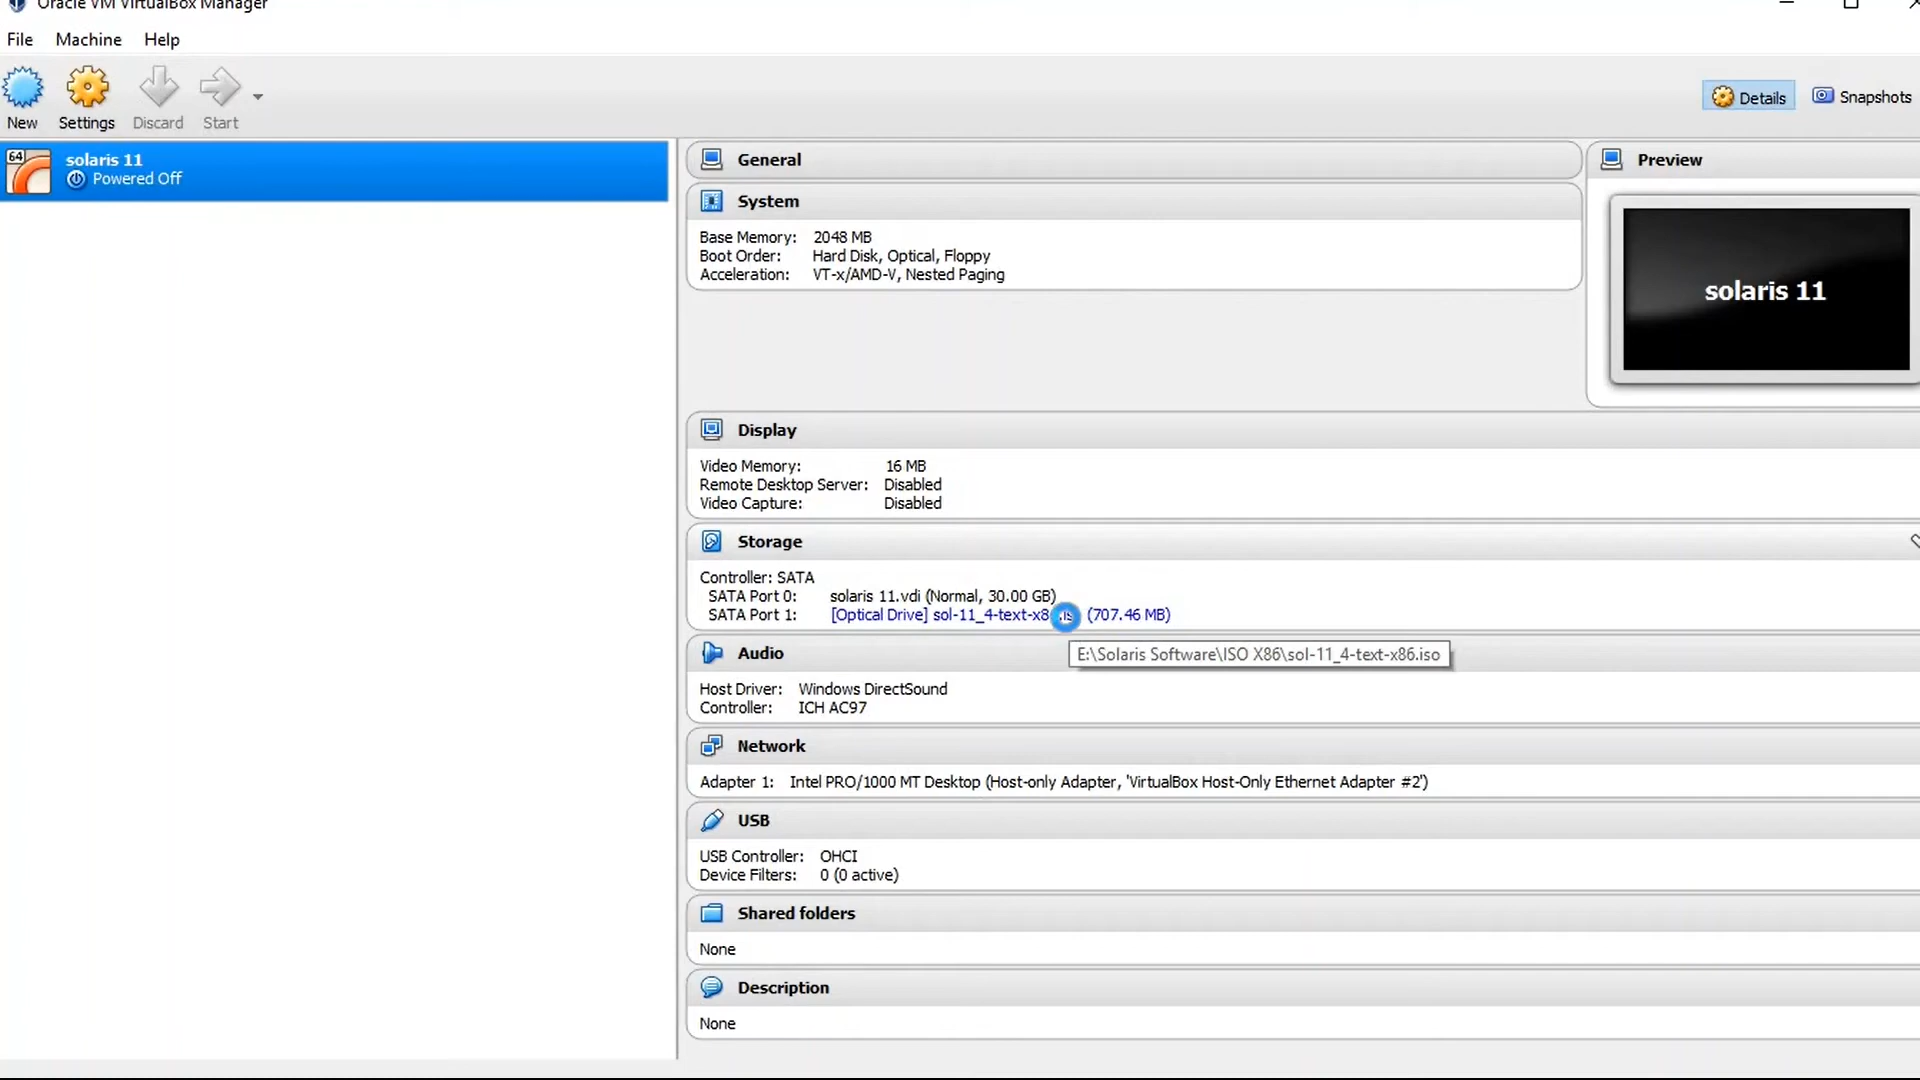 Oracle VM VirtualBox Manager
File Machine Help
New Settings Discard Start
Details Snapshots
64
solaris 11
Powered Off
General
System
Base Memory: 2048 MB
Boot Order: Hard Disk, Optical, Floppy
Acceleration: VT-x/AMD-V, Nested Paging
Preview
solaris 11
Display
Video Memory: 16 MB
Remote Desktop Server: Disabled
Video Capture: Disabled
Storage
Controller: SATA
SATA Port 0: solaris 11.vdi (Normal, 30.00 GB)
SATA Port 1: [Optical Drive] sol-11_4-text-x8 .is (707.46 MB)
E:\Solaris Software\ISO X86\sol-11_4-text-x86.iso
Audio
Host Driver: Windows DirectSound
Controller: ICH AC97
Network
Adapter 1: Intel PRO/1000 MT Desktop (Host-only Adapter, 'VirtualBox Host-Only Ethernet Adapter #2')
USB
USB Controller: OHCI
Device Filters: 0 (0 active)
Shared folders
None
Description
None